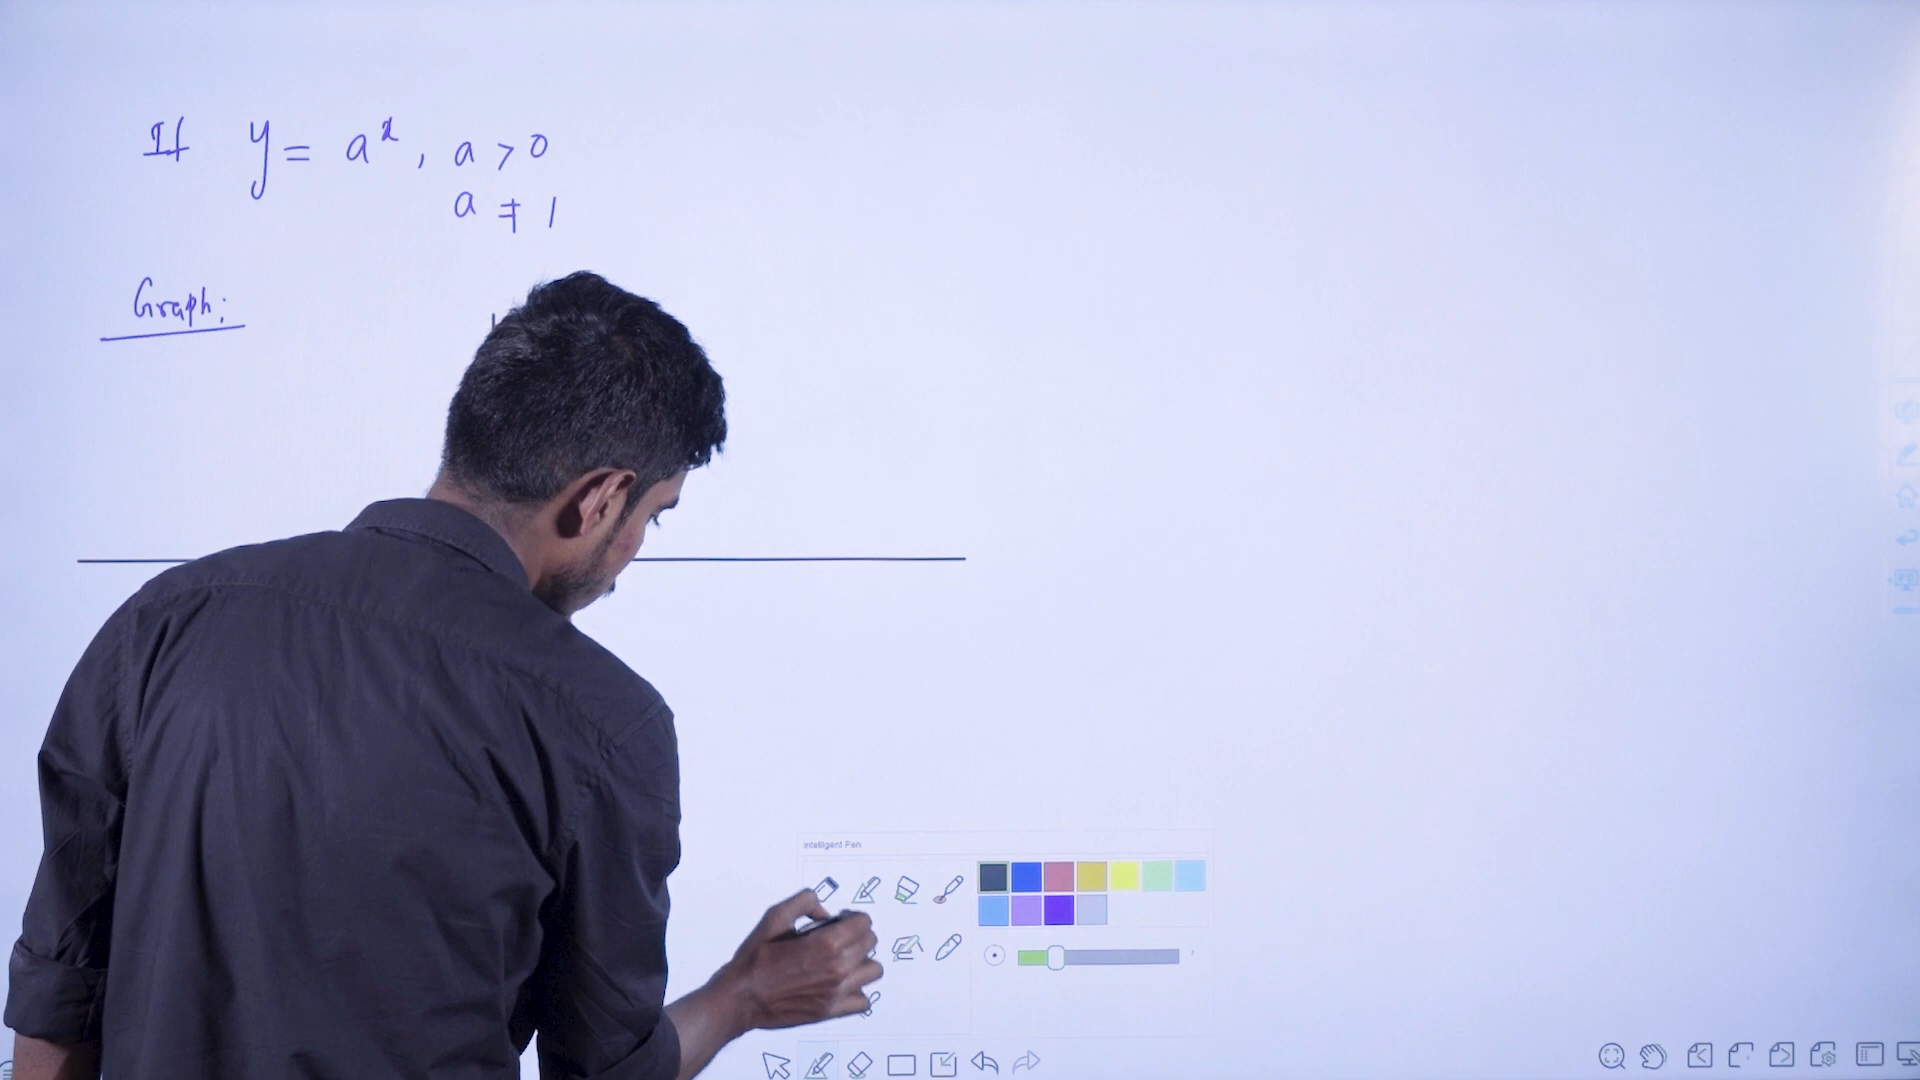 If y = a^x, a > 0
a ≠ 1
Graph:
Intelligent Pen